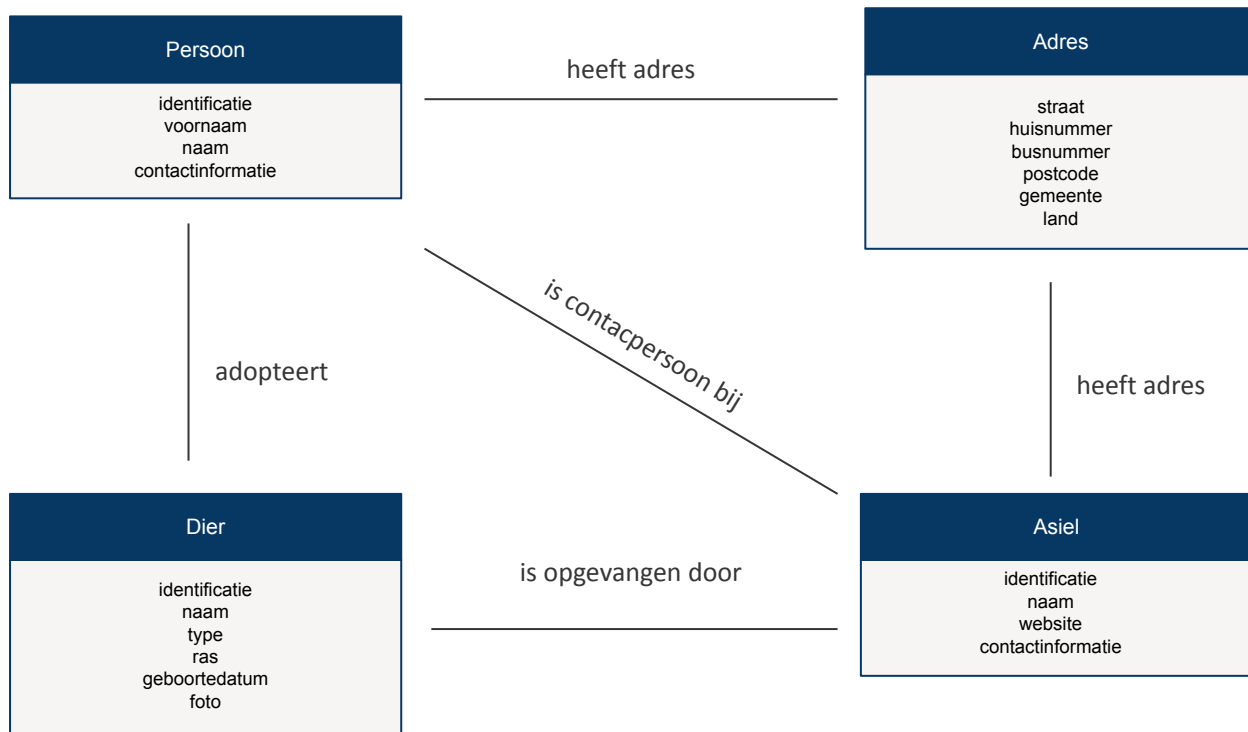 Persoon
identificatie
voornaam
naam
contactinformatie
heeft adres
Adres
straat
huisnummer
busnummer
postcode
gemeente
land
adopteert
is contacpersoon bij
heeft adres
Dier
identificatie
naam
type
ras
geboortedatum
foto
is opgevangen door
Asiel
identificatie
naam
website
contactinformatie